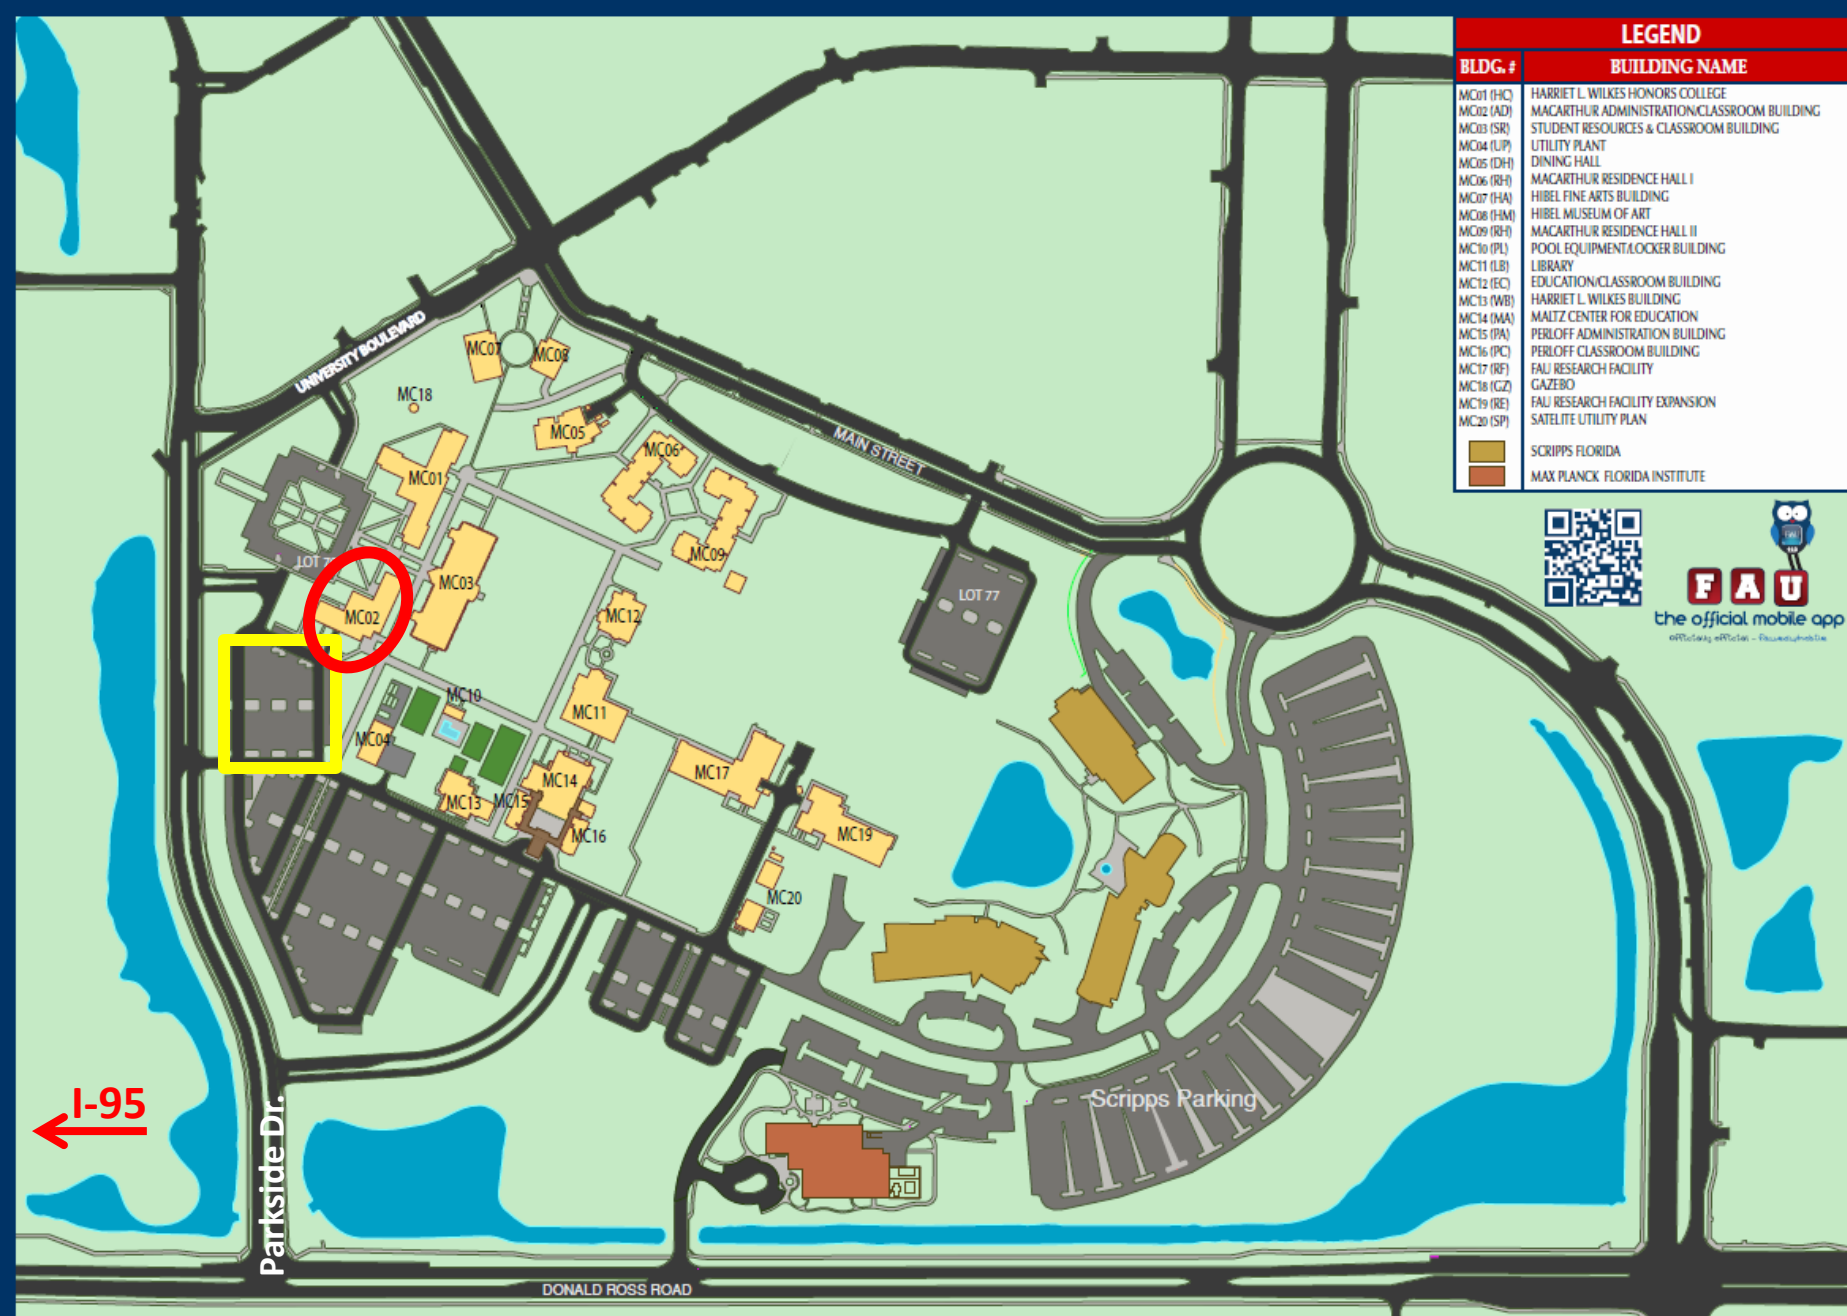 LEGEND
BLDG. # BUILDING NAME
MC01 (HC) HARRIET L. WILKES HONORS COLLEGE
MC02 (AD) MACARTHUR ADMINISTRATION/CLASSROOM BUILDING
MC03 (SR) STUDENT RESOURCES & CLASSROOM BUILDING
MC04 (UP) UTILITY PLANT
MC05 (DH) DINING HALL
MC06 (RH) MACARTHUR RESIDENCE HALL I
MC07 (HA) HIBEL FINE ARTS BUILDING
MC08 (HM) HIBEL MUSEUM OF ART
MC09 (RH) MACARTHUR RESIDENCE HALL II
MC10 (PL) POOL EQUIPMENT/LOCKER BUILDING
MC11 (LB) LIBRARY
MC12 (EC) EDUCATION/CLASSROOM BUILDING
MC13 (WB) HARRIET L. WILKES BUILDING
MC14 (MA) MALTZ CENTER FOR EDUCATION
MC15 (PA) PERLOFF ADMINISTRATION BUILDING
MC16 (PC) PERLOFF CLASSROOM BUILDING
MC17 (RF) FAU RESEARCH FACILITY
MC18 (GZ) GAZEBO
MC19 (RE) FAU RESEARCH FACILITY EXPANSION
MC20 (SP) SATELITE UTILITY PLAN
SCRIPPS FLORIDA
MAX PLANCK FLORIDA INSTITUTE
FAU
the official mobile app
UNIVERSITY BOULEVARD
MC07
MC08
MC18
MC05
MC06
MAIN STREET
MC01
MC09
LOT
MC03
MC02
MC12
LOT 77
MC10
MC11
MC04
MC17
MC14
MC13
MC15
MC16
MC19
MC20
I-95
Parkside Dr.
Scripps Parking
DONALD ROSS ROAD